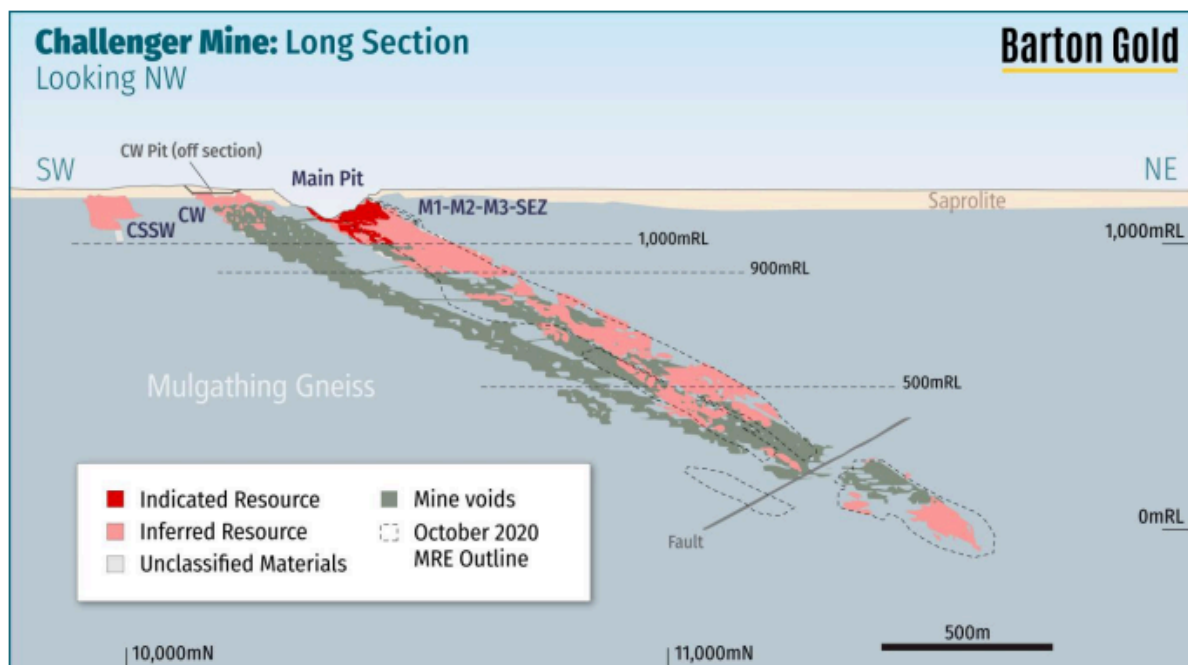 Challenger Mine: Long Section
Looking NW
Barton Gold
CW Pit (off section)
SW
Main Pit
NE
M1-M2-M3-SEZ
Saprolite
CSSW
CW
1,000mRL
1,000mRL
900mRL
500mRL
Mulgathing Gneiss
Indicated Resource
Inferred Resource
Unclassified Materials
Mine voids
October 2020
MRE Outline
Fault
0mRL
10,000mN
11,000mN
500m